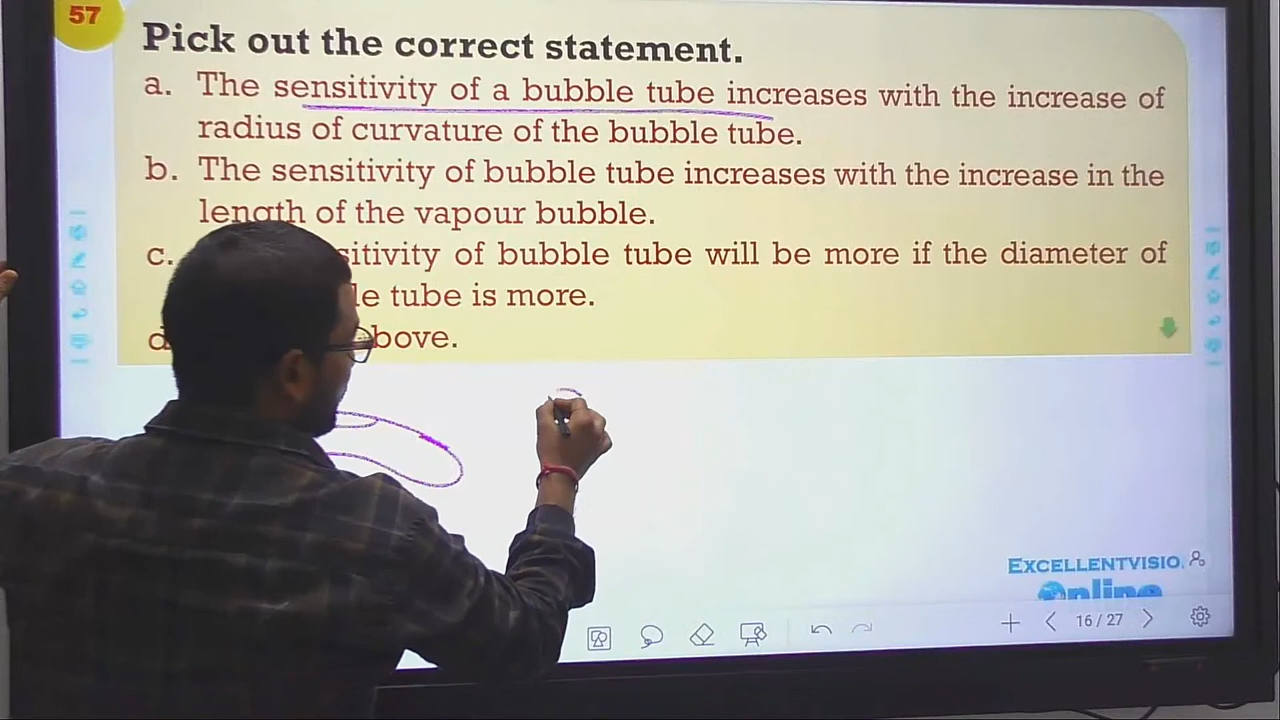 57
Pick out the correct statement.
a. The sensitivity of a bubble tube increases with the increase of
radius of curvature of the bubble tube.
b. The sensitivity of bubble tube increases with the increase in the
length of the vapour bubble.
c. sitivity of bubble tube will be more if the diameter of
le tube is more.
d bove.
EXCELLENTVISIO
Online
16 / 27